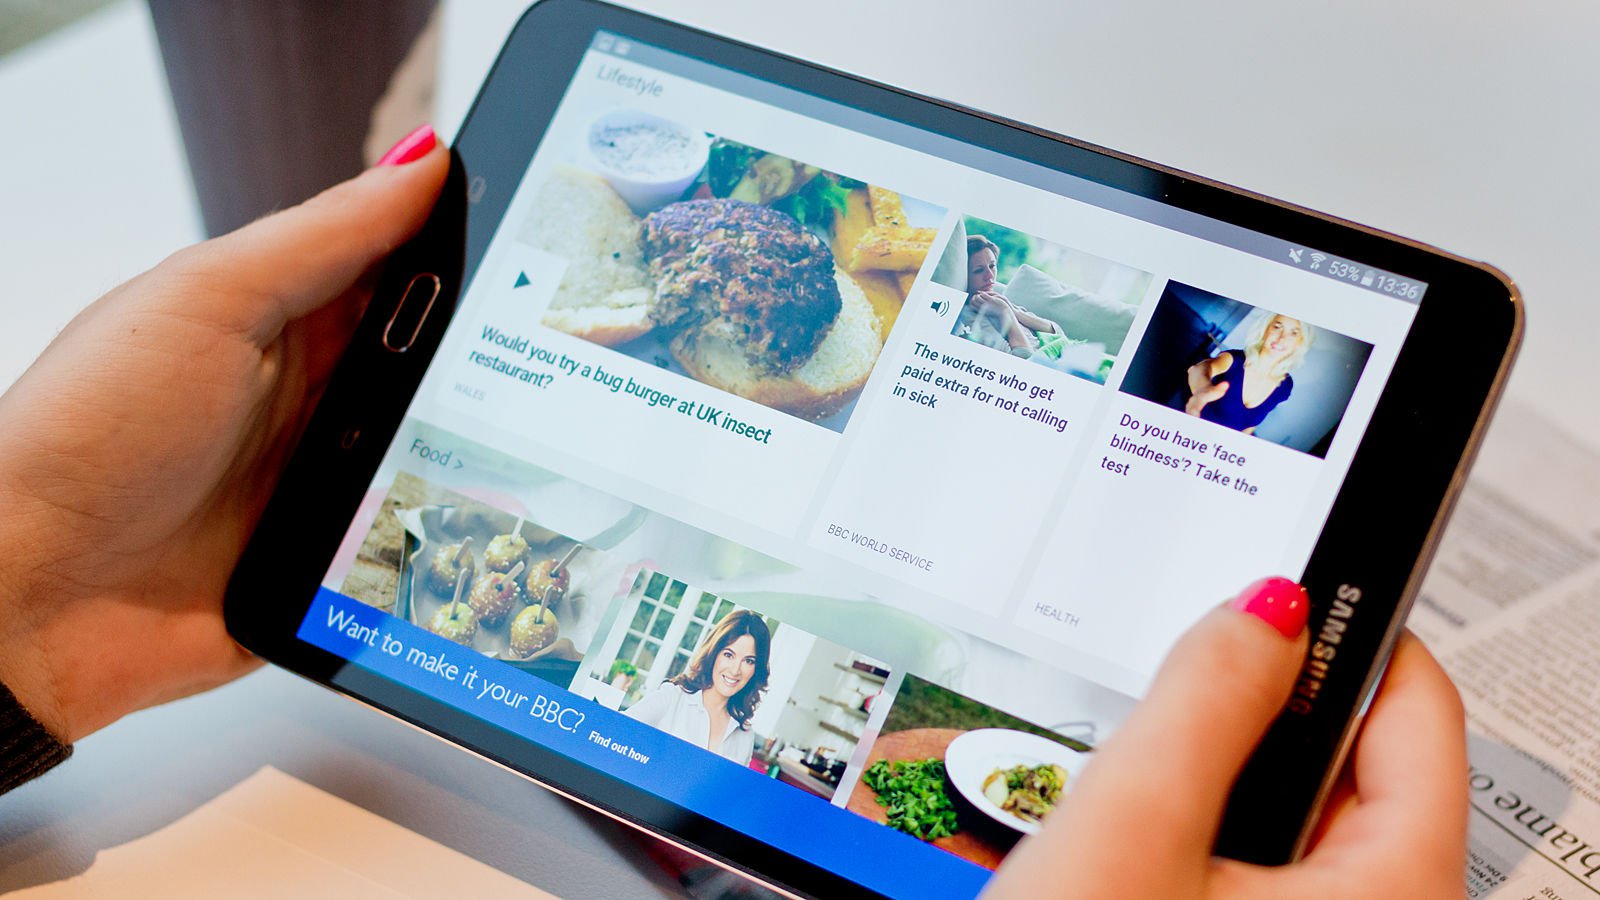 Lifestyle
53% 13:36
Would you try a bug burger at UK insect
restaurant?
WALES
The workers who get
paid extra for not calling
in sick
BBC WORLD SERVICE
Do you have 'face
blindness'? Take the
test
HEALTH
Food >
Want to make it your BBC?
Find out how
SAMSUNG
blame o